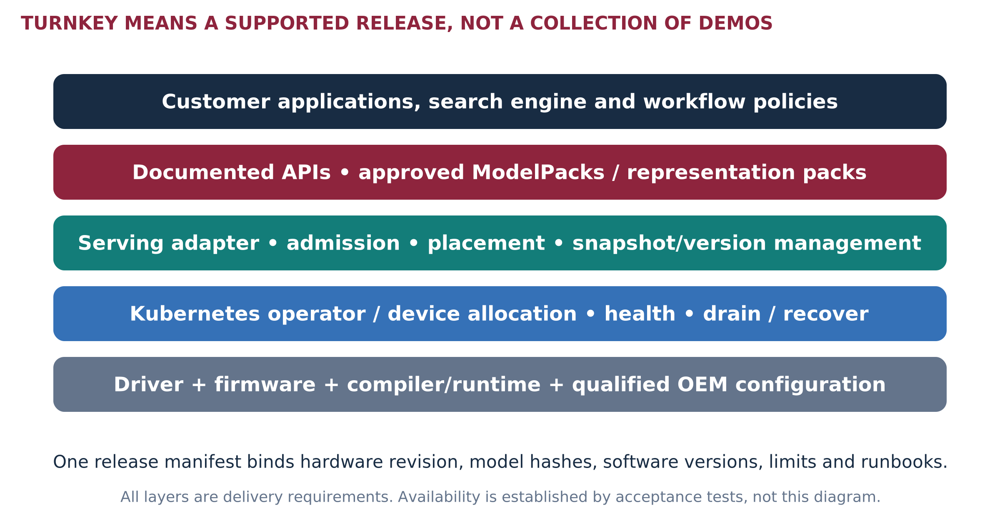 TURNKEY MEANS A SUPPORTED RELEASE, NOT A COLLECTION OF DEMOS
Customer applications, search engine and workflow policies
Documented APIs • approved ModelPacks / representation packs
Serving adapter • admission • placement • snapshot/version management
Kubernetes operator / device allocation • health • drain / recover
Driver + firmware + compiler/runtime + qualified OEM configuration
One release manifest binds hardware revision, model hashes, software versions, limits and runbooks.
All layers are delivery requirements. Availability is established by acceptance tests, not this diagram.